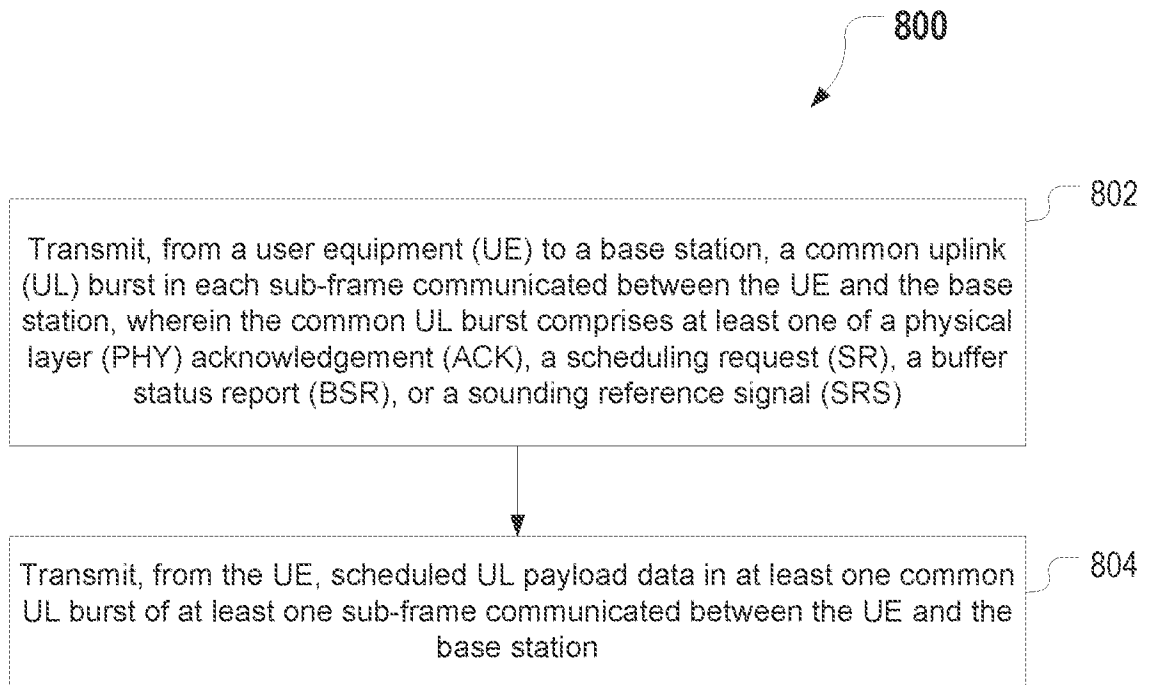 800
802
Transmit, from a user equipment (UE) to a base station, a common uplink
(UL) burst in each sub-frame communicated between the UE and the base
station, wherein the common UL burst comprises at least one of a physical
layer (PHY) acknowledgement (ACK), a scheduling request (SR), a buffer
status report (BSR), or a sounding reference signal (SRS)
804
Transmit, from the UE, scheduled UL payload data in at least one common
UL burst of at least one sub-frame communicated between the UE and the
base station